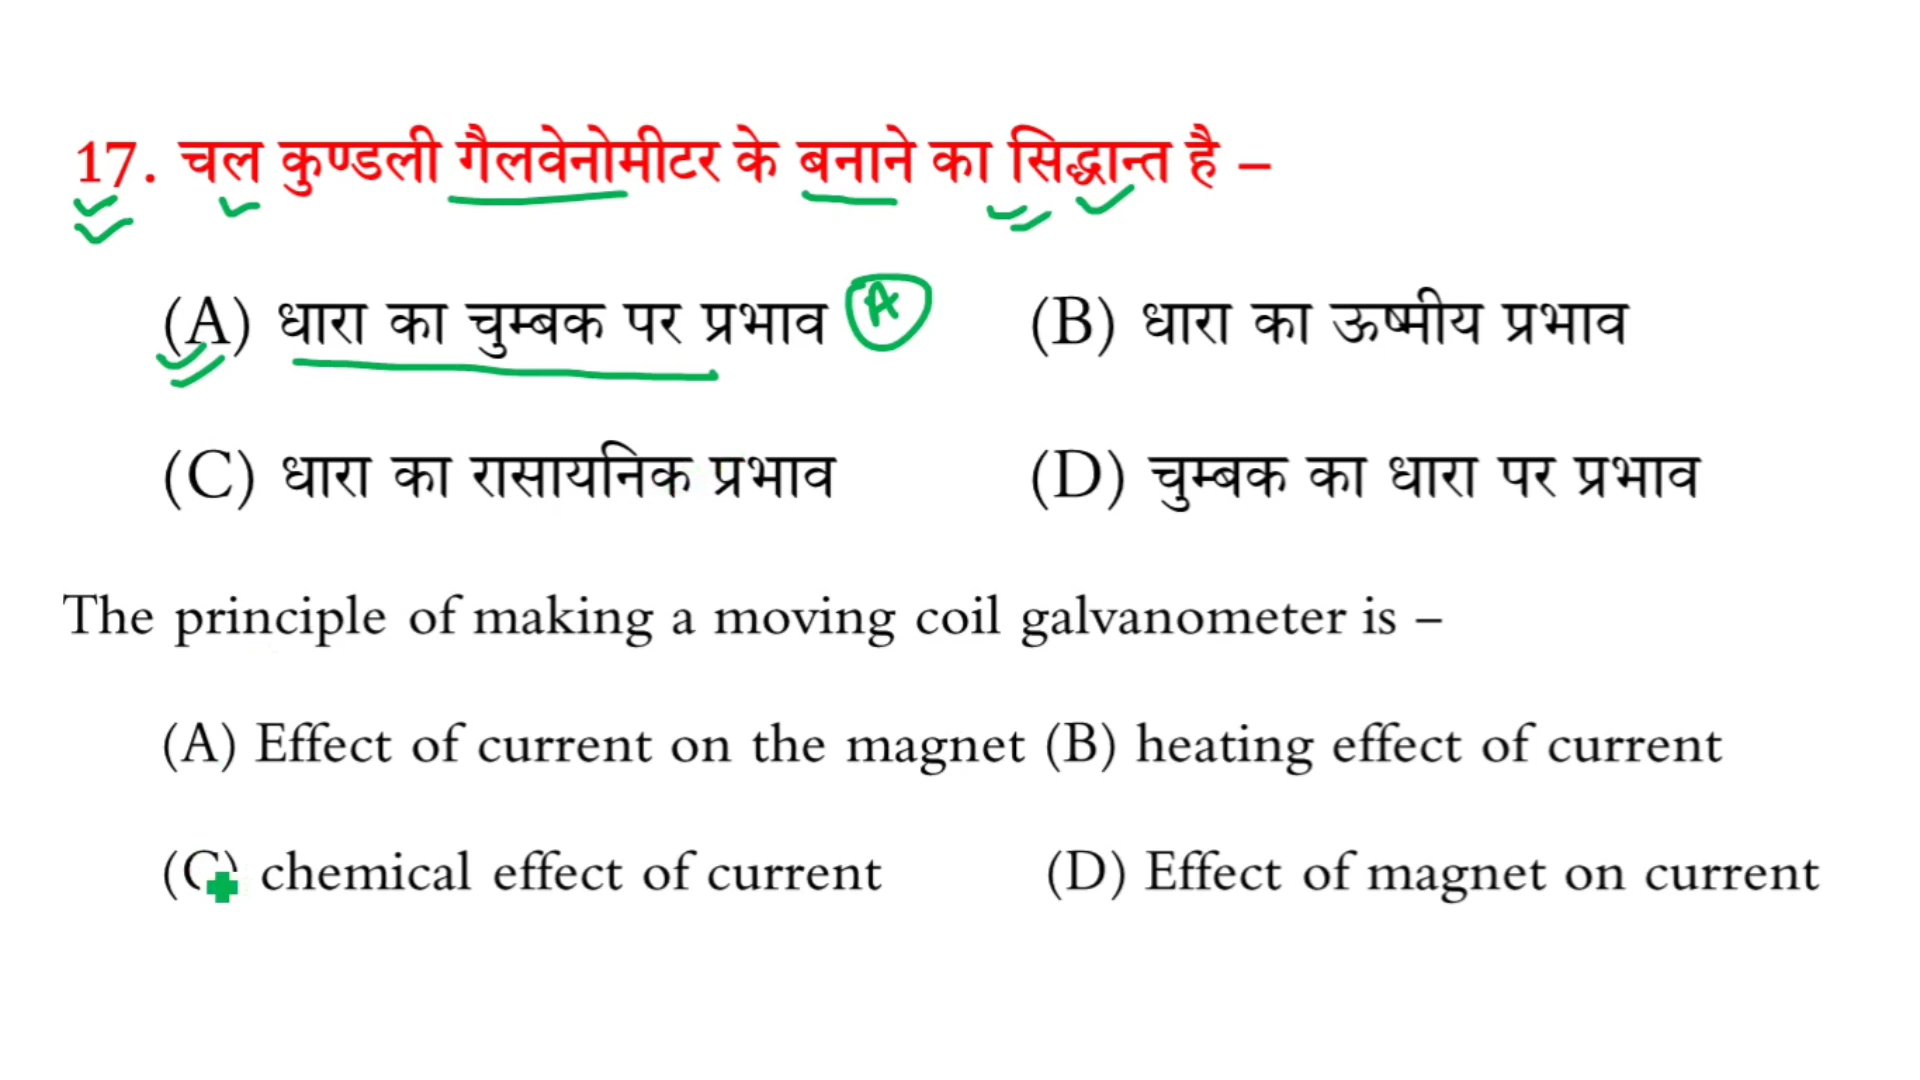 17. चल कुण्डली गैलवेनोमीटर के बनाने का सिद्धान्त है –
(A) धारा का चुम्बक पर प्रभाव A (B) धारा का ऊष्मीय प्रभाव
(C) धारा का रासायनिक प्रभाव (D) चुम्बक का धारा पर प्रभाव
The principle of making a moving coil galvanometer is –
(A) Effect of current on the magnet (B) heating effect of current
(C) chemical effect of current (D) Effect of magnet on current